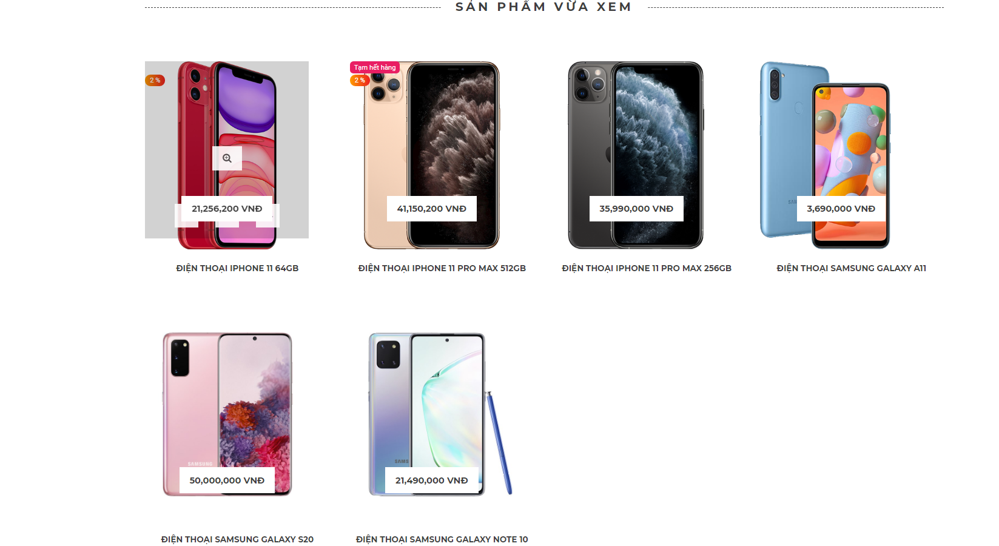 SẢN PHẨM VỪA XEM
2 %
Tạm hết hàng
2 %
SAMS
21,256,200 VNĐ
41,150,200 VNĐ
35,990,000 VNĐ
3,690,000 VNĐ
ĐIỆN THOẠI IPHONE 11 64GB
ĐIỆN THOẠI IPHONE 11 PRO MAX 512GB
ĐIỆN THOẠI IPHONE 11 PRO MAX 256GB
ĐIỆN THOẠI SAMSUNG GALAXY A11
SAMSUNG
SAMS
50,000,000 VNĐ
21,490,000 VNĐ
ĐIỆN THOẠI SAMSUNG GALAXY S20
ĐIỆN THOẠI SAMSUNG GALAXY NOTE 10